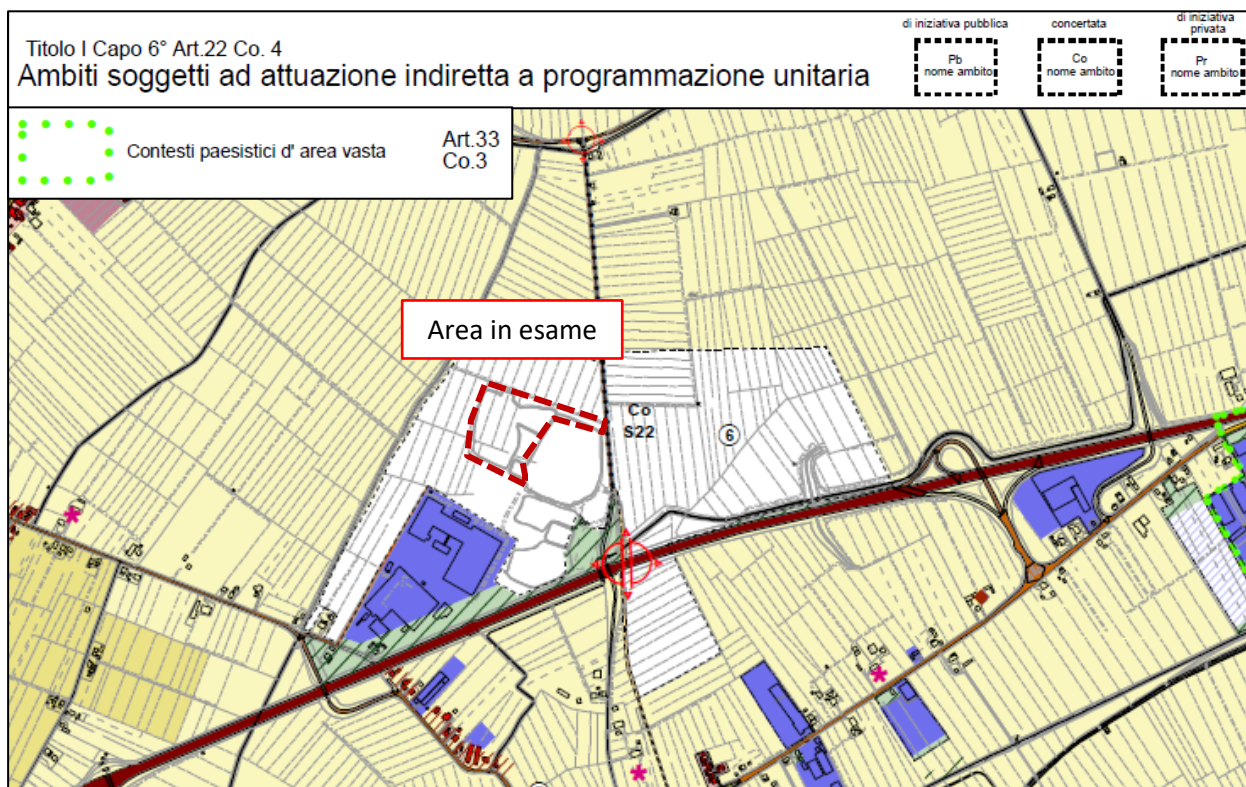 di iniziativa pubblica
concertata
di iniziativa
privata
Titolo I Capo 6° Art.22 Co. 4
Ambiti soggetti ad attuazione indiretta a programmazione unitaria
Pb
nome ambito
Co
nome ambito
Pr
nome ambito
Contesti paesistici d' area vasta
Art.33
Co.3
Area in esame
Co
S22
6